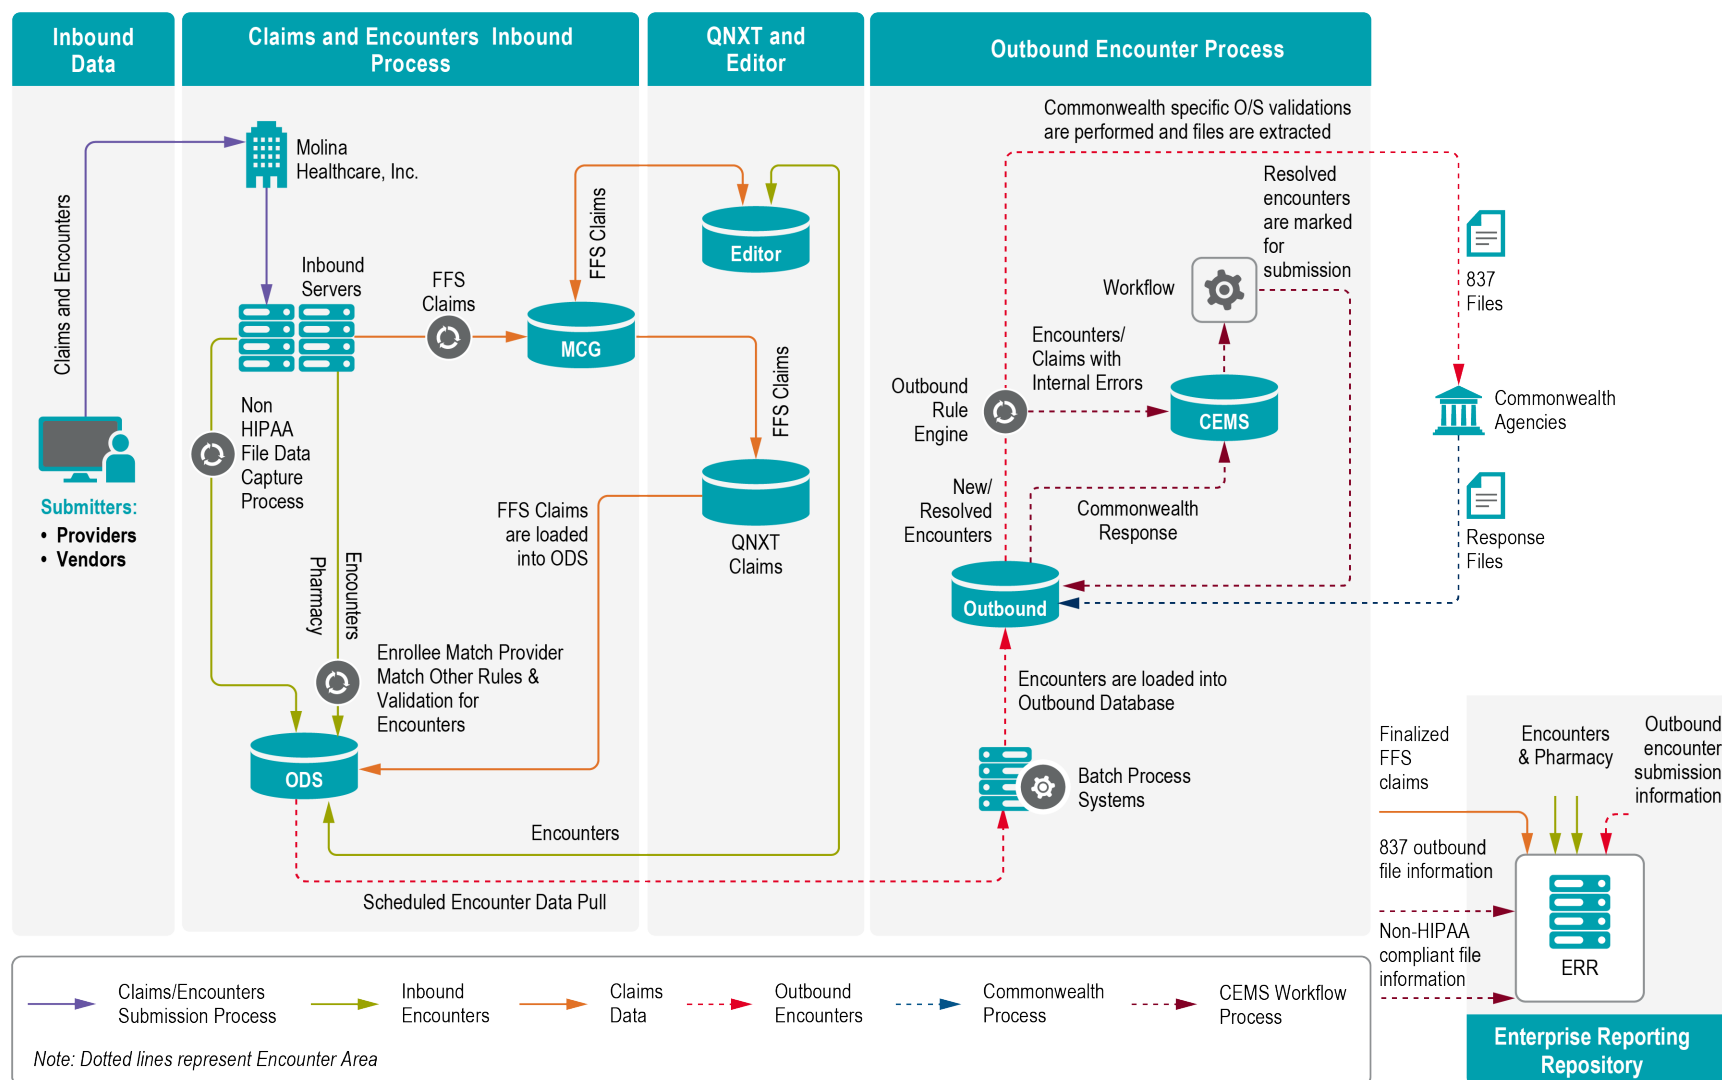 Inbound
Data
Claims and Encounters Inbound
Process
QNXT and
Editor
Outbound Encounter Process
Claims and Encounters
Submitters:
• Providers
• Vendors
Molina
Healthcare, Inc.
Inbound
Servers
FFS
Claims
Non
HIPAA
File Data
Capture
Process
Encounters
Pharmacy
Enrollee Match Provider
Match Other Rules &
Validation for
Encounters
ODS
FFS Claims
MCG
FFS Claims
are loaded
into ODS
Encounters
Scheduled Encounter Data Pull
Editor
FFS Claims
QNXT
Claims
Commonwealth specific O/S validations
are performed and files are extracted
Resolved
encounters
are marked
for
submission
Workflow
Encounters/
Claims with
Internal Errors
Outbound
Rule
Engine
CEMS
New/
Resolved
Encounters
Commonwealth
Response
Outbound
Encounters are loaded into
Outbound Database
Batch Process
Systems
837
Files
Commonwealth
Agencies
Response
Files
Finalized
FFS
claims
Encounters
& Pharmacy
Outbound
encounter
submission
information
837 outbound
file information
Non-HIPAA
compliant file
information
ERR
Enterprise Reporting
Repository
Claims/Encounters
Submission Process
Inbound
Encounters
Claims
Data
Outbound
Encounters
Commonwealth
Process
CEMS Workflow
Process
Note: Dotted lines represent Encounter Area